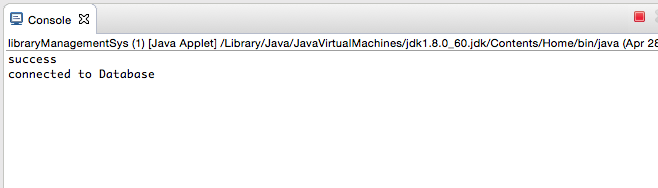 Console
libraryManagementSys (1) [Java Applet] /Library/Java/JavaVirtualMachines/jdk1.8.0_60.jdk/Contents/Home/bin/java (Apr 28
success
connected to Database